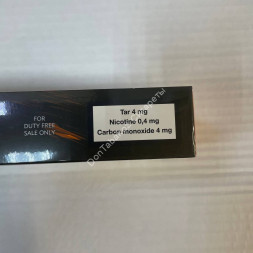 FOR
DUTY FREE
SALE ONLY
Tar 4 mg
Nicotine 0,4 mg
Carbon monoxide 4 mg